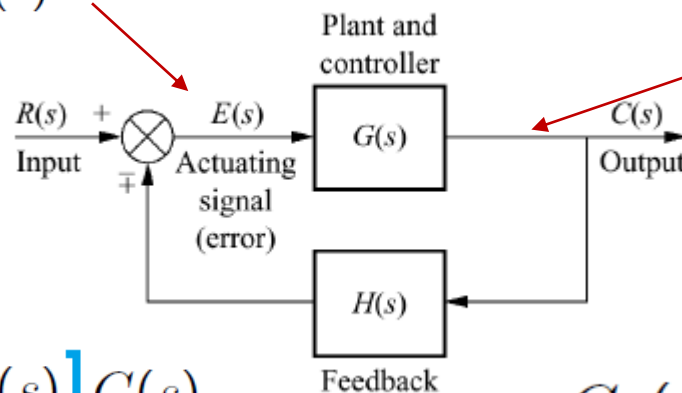 Plant and
controller
R(s) + E(s) G(s) C(s)
Input ∓ Actuating Output
signal
(error)
H(s)
Feedback
(s)] C(s)